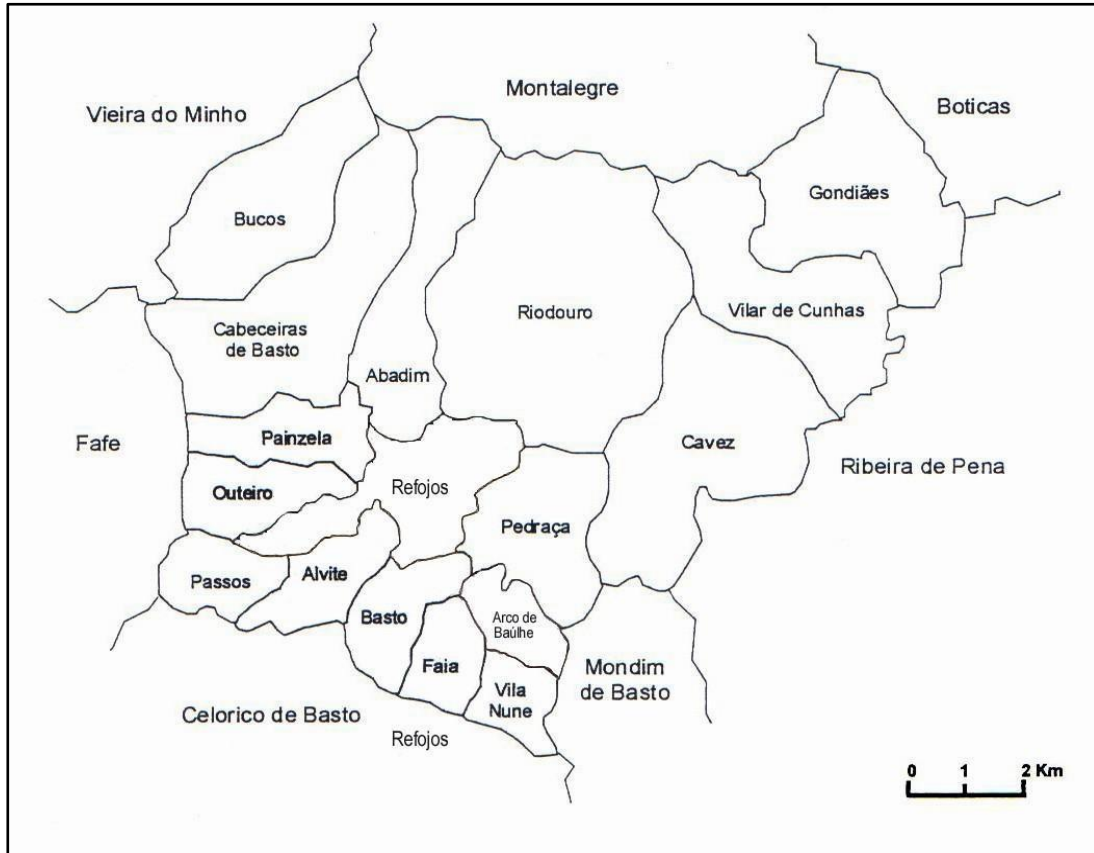 Montalegre
Vieira do Minho
Boticas
Gondiães
Bucos
Riodouro
Vilar de Cunhas
Cabeceiras
de Basto
Abadim
Fafe
Painzela
Cavez
Ribeira de Pena
Outeiro
Refojos
Pedraça
Passos
Alvite
Basto
Arco de
Baúlhe
Faia
Mondim
de Basto
Vila
Nune
Celorico de Basto
Refojos
0 1 2 Km